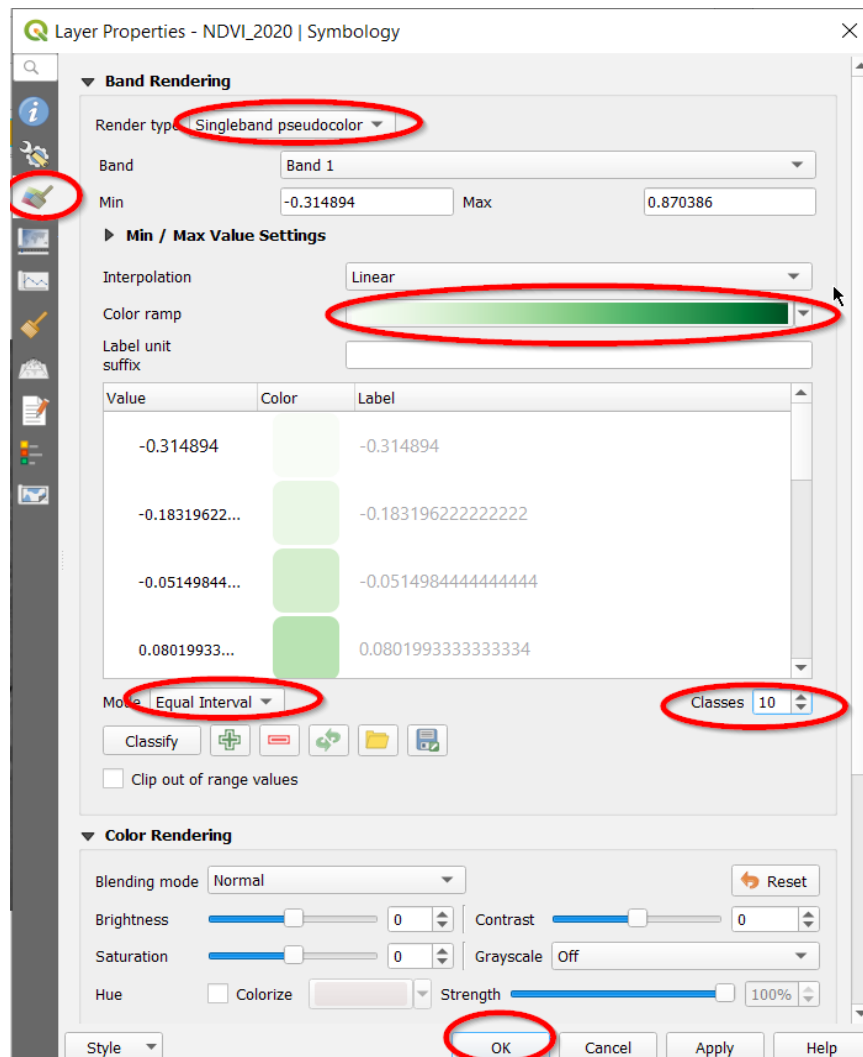 Layer Properties - NDVI_2020 | Symbology
Band Rendering
Render type Singleband pseudocolor
Band Band 1
Min -0.314894 Max 0.870386
Min / Max Value Settings
Interpolation Linear
Color ramp
Label unit
suffix
Value Color Label
-0.314894 -0.314894
-0.18319622... -0.183196222222222
-0.05149844... -0.0514984444444444
0.08019933... 0.0801993333333334
Mode Equal Interval Classes 10
Classify
Clip out of range values
Color Rendering
Blending mode Normal Reset
Brightness 0 Contrast 0
Saturation 0 Grayscale Off
Hue Colorize Strength 100%
Style OK Cancel Apply Help